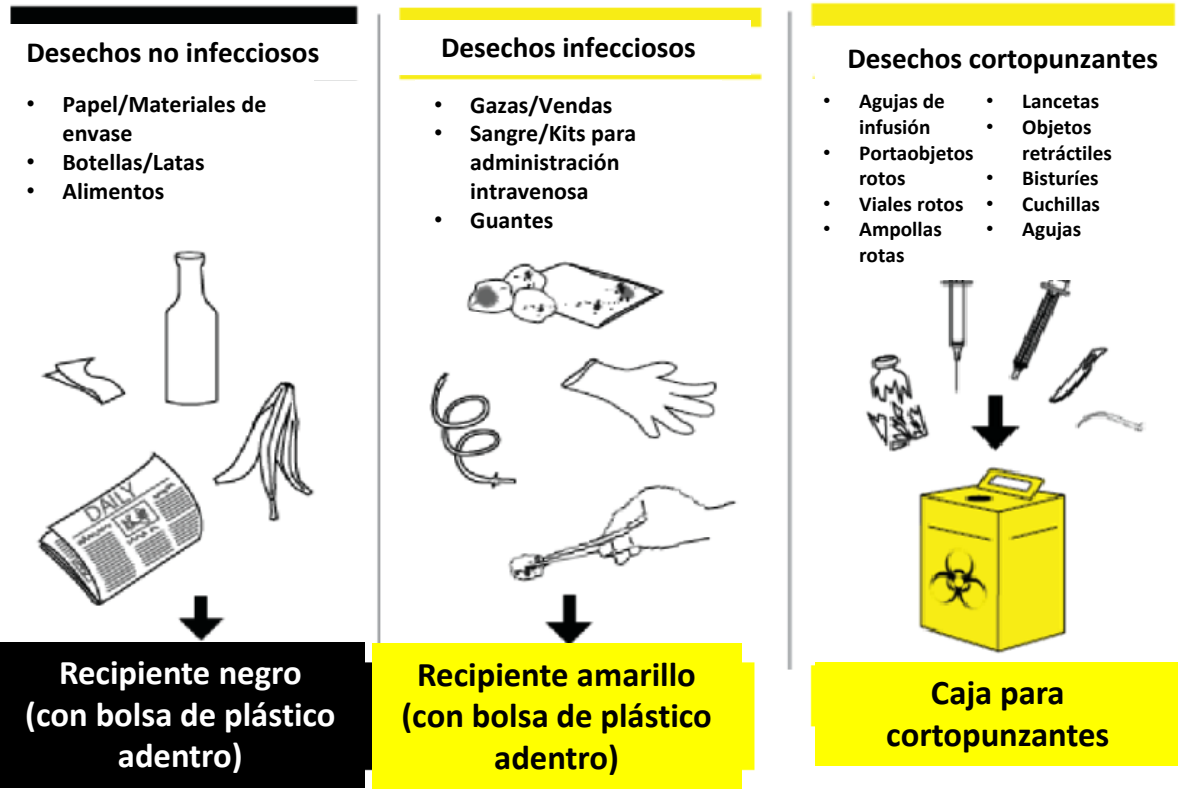 Desechos no infecciosos
• Papel/Materiales de
envase
• Botellas/Latas
• Alimentos
DAILY
Recipiente negro
(con bolsa de plástico
adentro)
Desechos infecciosos
• Gazas/Vendas
• Sangre/Kits para
administración
intravenosa
• Guantes
Recipiente amarillo
(con bolsa de plástico
adentro)
Desechos cortopunzantes
• Agujas de
infusión
• Portaobjetos
rotos
• Viales rotos
• Ampollas
rotas
• Lancetas
• Objetos
retráctiles
• Bisturíes
• Cuchillas
• Agujas
Caja para
cortopunzantes